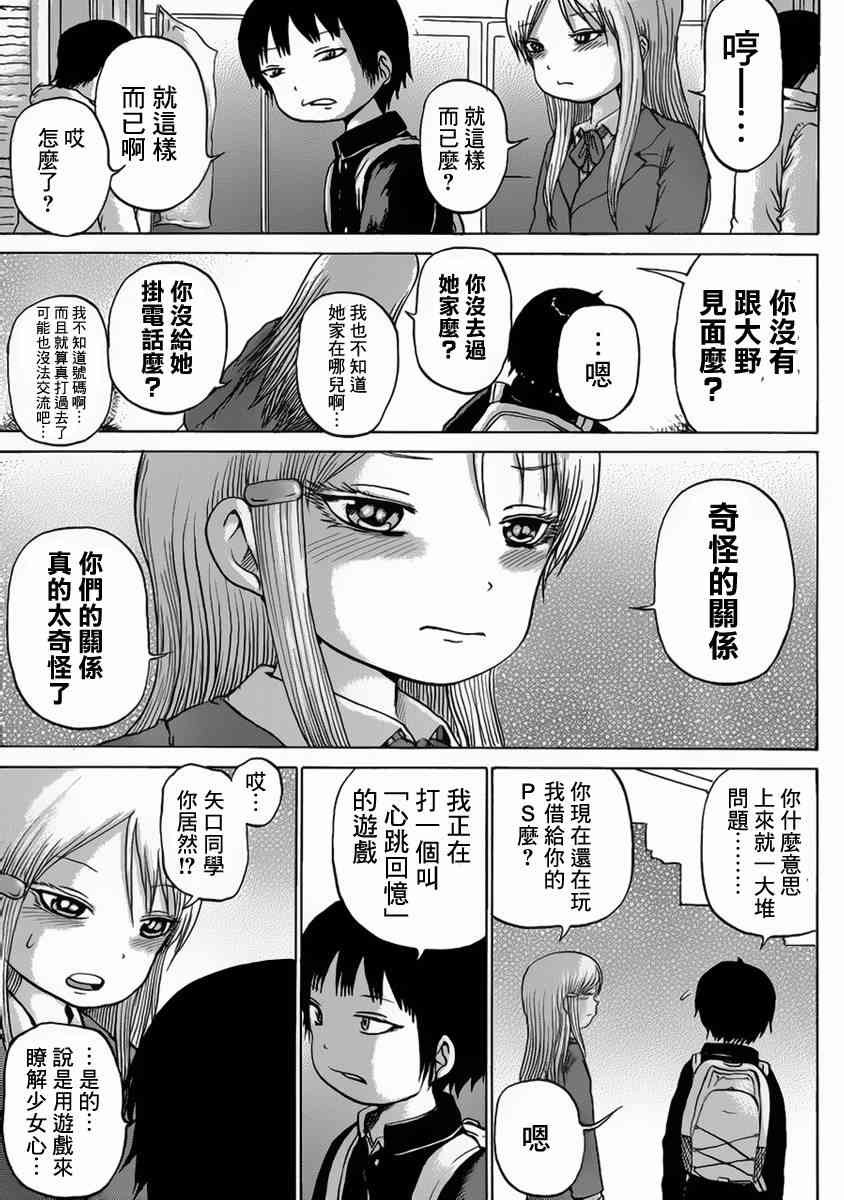 哼——…
就這樣
而已麼?
就這樣
而已啊
哎
怎麼了?
你沒有
跟大野
見面麼?
…嗯
你沒去過
她家麼?
我也不知道
她家在哪兒啊…
你沒給她
掛電話麼?
我不知道號碼啊…
而且就算真打過去了
可能也沒法交流吧…
奇怪的關係
你們的關係
真的太奇怪了
你什麼意思
上來就一大堆
問題………
你現在還在玩
我借給你的
PS麼?
嗯
我正在
打一個叫
「心跳回憶」
的遊戲
哎…
矢口同學
你居然!?
…是的…
說是用遊戲來
瞭解少女心…